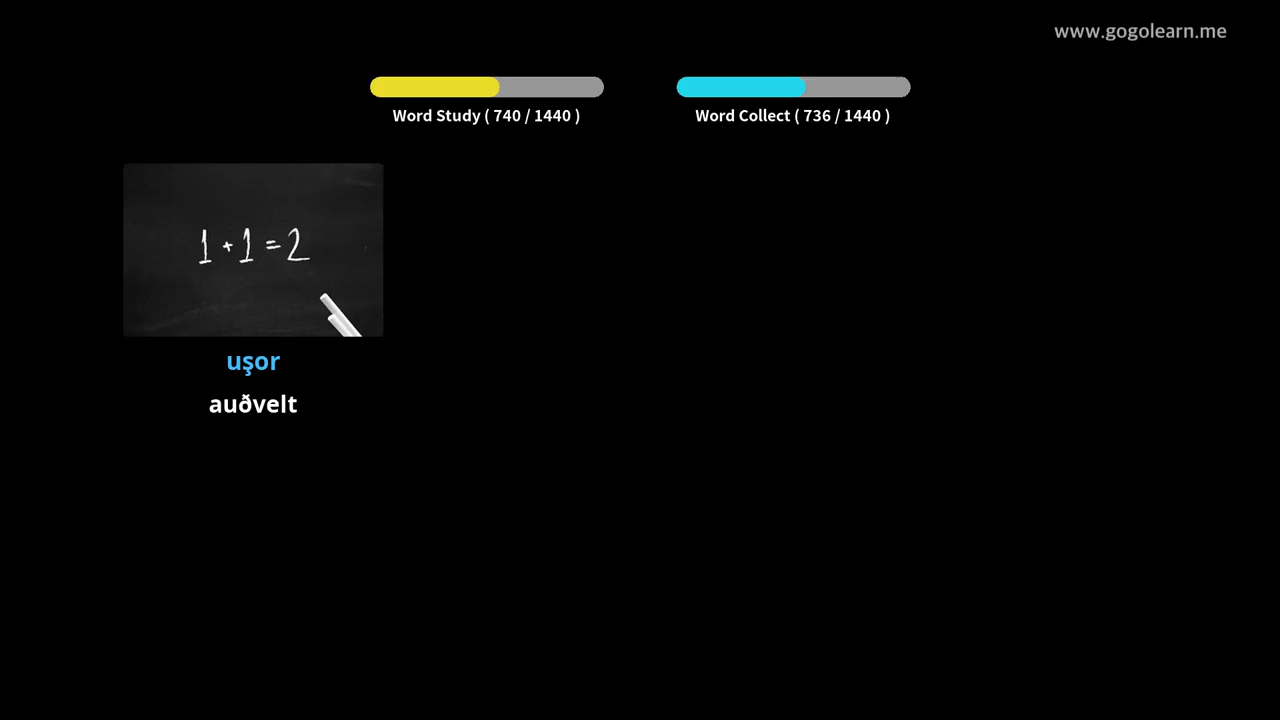 www.gogolearn.me
Word Study ( 740 / 1440 )
Word Collect ( 736 / 1440 )
1 + 1 = 2
uşor
auðvelt